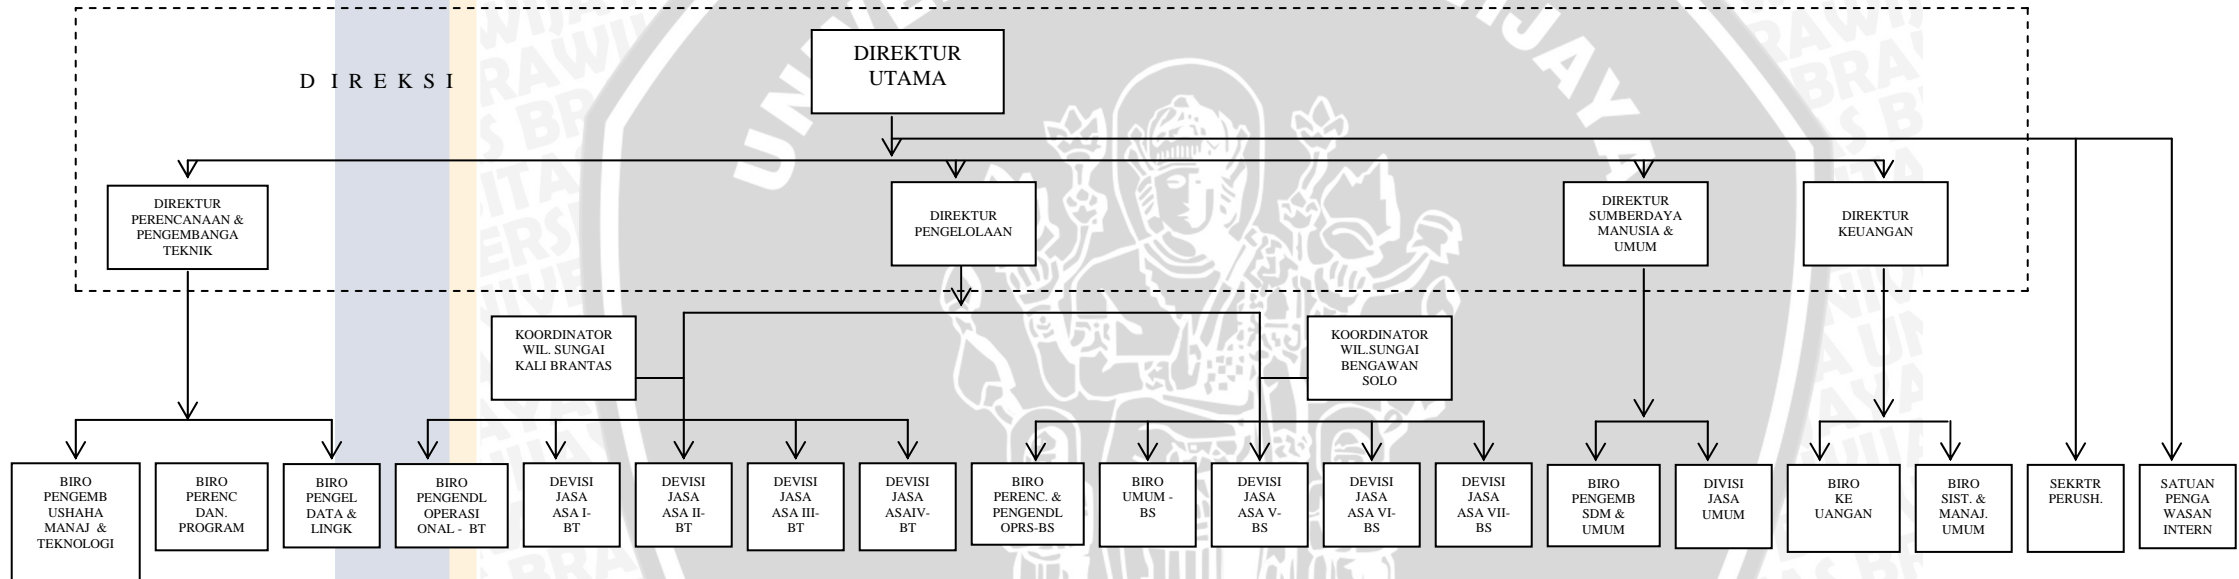 DIREKTUR
UTAMA
D I R E K S I
DIREKTUR
PERENCANAAN &
PENGEMBANGA
TEKNIK
DIREKTUR
PENGELOLAAN
DIREKTUR
SUMBERDAYA
MANUSIA &
UMUM
DIREKTUR
KEUANGAN
KOORDINATOR
WIL. SUNGAI
KALI BRANTAS
KOORDINATOR
WIL.SUNGAI
BENGAWAN
SOLO
BIRO
PENGEMB
USHAHA
MANAJ &
TEKNOLOGI
BIRO
PERENC
DAN.
PROGRAM
BIRO
PENGEL
DATA &
LINGK
BIRO
PENGENDL
OPERASI
ONAL - BT
DEVISI
JASA
ASA I-
BT
DEVISI
JASA
ASA II-
BT
DEVISI
JASA
ASA III-
BT
DEVISI
JASA
ASAIV-
BT
BIRO
PERENC. &
PENGENDL
OPRS-BS
BIRO
UMUM -
BS
DEVISI
JASA
ASA V-
BS
DEVISI
JASA
ASA VI-
BS
DEVISI
JASA
ASA VII-
BS
BIRO
PENGEMB
SDM &
UMUM
DIVISI
JASA
UMUM
BIRO
KE
UANGAN
BIRO
SIST. &
MANAJ.
UMUM
SEKRTR
PERUSH.
SATUAN
PENGA
WASAN
INTERN